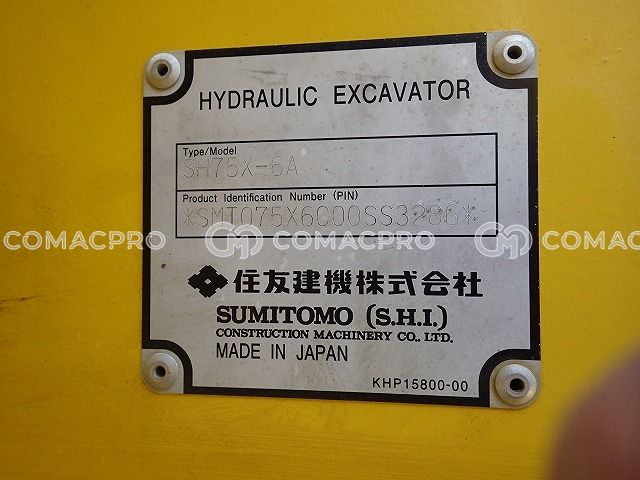 HYDRAULIC EXCAVATOR
Type/Model
SH75X-6A
Product Identification Number (PIN)
*SMT075X6C00SS3286*
COMACPRO COMACPRO COMACPRO
住友建機株式会社
SUMITOMO (S.H.I.)
CONSTRUCTION MACHINERY CO., LTD.
MADE IN JAPAN
KHP15800-00